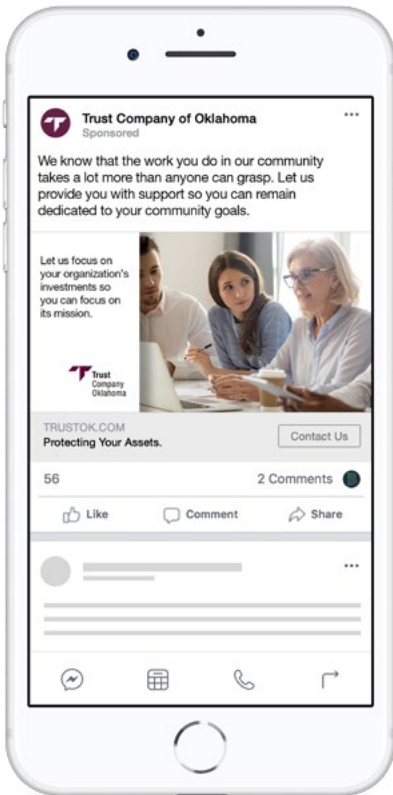 Trust Company of Oklahoma
Sponsored
We know that the work you do in our community
takes a lot more than anyone can grasp. Let us
provide you with support so you can remain
dedicated to your community goals.
Let us focus on
your organization's
investments so
you can focus on
its mission.
Trust
Company
Oklahoma
TRUSTOK.COM
Protecting Your Assets.
Contact Us
56
2 Comments
Like
Comment
Share